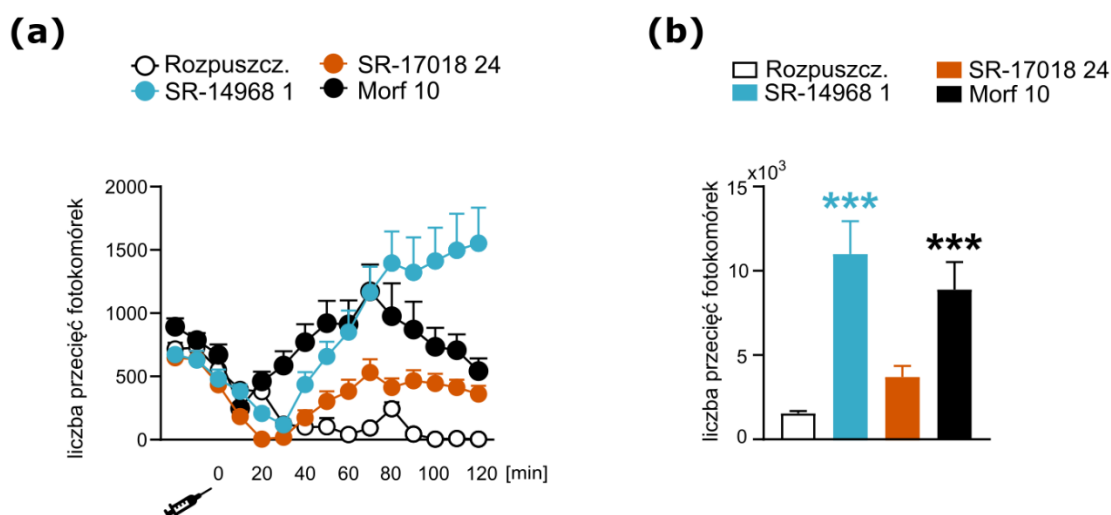 (a)
Rozpuszcz.
SR-17018 24
SR-14968 1
Morf 10
liczba przecięć fotokomórek
2000
1500
1000
500
0
0 20 40 60 80 100 120 [min]
(b)
Rozpuszcz.
SR-17018 24
SR-14968 1
Morf 10
liczba przecięć fotokomórek
x10³
15
10
5
0
***
***